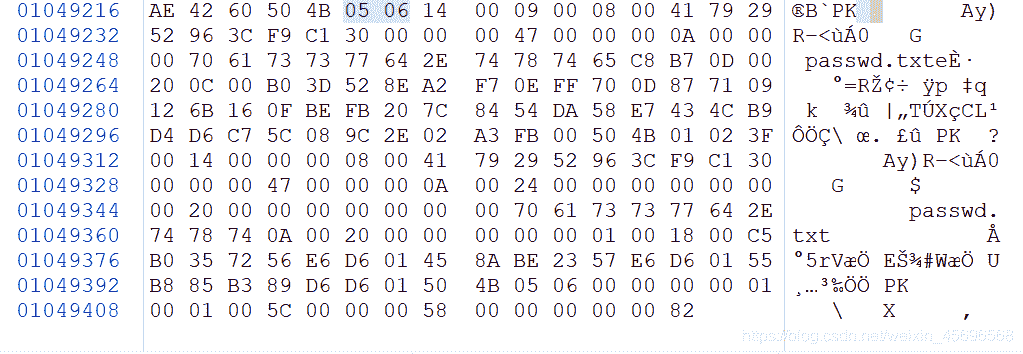 01049216 AE 42 60 50 4B 05 06 14 00 09 00 08 00 41 79 29 ®B`PK Ay)
01049232 52 96 3C F9 C1 30 00 00 00 47 00 00 00 0A 00 00 R–<ùÁ0 G
01049248 00 70 61 73 73 77 64 2E 74 78 74 65 C8 B7 0D 00 passwd.txteÈ·
01049264 20 0C 00 B0 3D 52 8E A2 F7 0E FF 70 0D 87 71 09 °=RŽ¢÷ ÿp ‡q
01049280 12 6B 16 0F BE FB 20 7C 84 54 DA 58 E7 43 4C B9 k ¾û |„TÚXçCL¹
01049296 D4 D6 C7 5C 08 9C 2E 02 A3 FB 00 50 4B 01 02 3F ÔÖÇ\ œ. £û PK ?
01049312 00 14 00 00 00 08 00 41 79 29 52 96 3C F9 C1 30 Ay)R–<ùÁ0
01049328 00 00 00 47 00 00 00 0A 00 24 00 00 00 00 00 00 G $
01049344 00 20 00 00 00 00 00 00 00 70 61 73 73 77 64 2E passwd.
01049360 74 78 74 0A 00 20 00 00 00 00 00 01 00 18 00 C5 txt Å
01049376 B0 35 72 56 E6 D6 01 45 8A BE 23 57 E6 D6 01 55 °5rVæÖ EŠ¾#WæÖ U
01049392 B8 85 B3 89 D6 D6 01 50 4B 05 06 00 00 00 00 01 ¸…³‰ÖÖ PK
01049408 00 01 00 5C 00 00 00 58 00 00 00 00 00 82 \ X ‚
https://blog.csdn.net/weixin_45696568